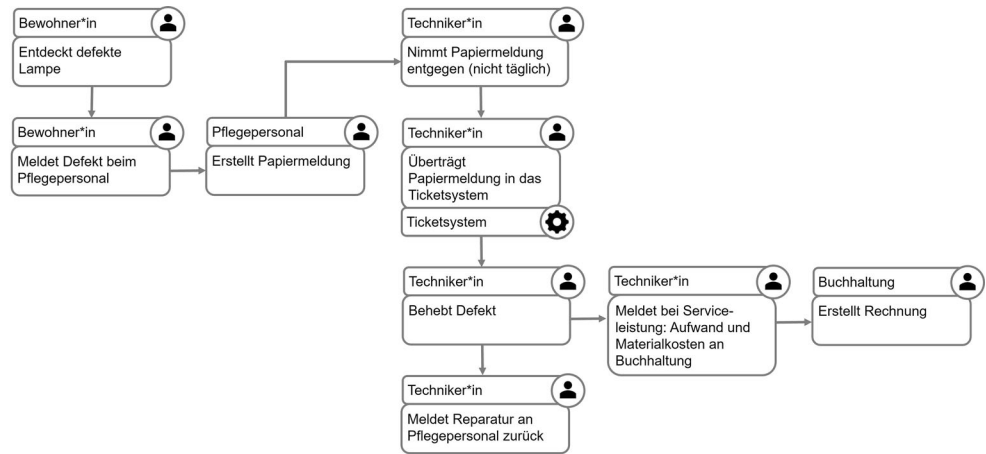 Bewohner*in
Entdeckt defekte
Lampe
Bewohner*in
Meldet Defekt beim
Pflegepersonal
Pflegepersonal
Erstellt Papiermeldung
Techniker*in
Nimmt Papiermeldung
entgegen (nicht täglich)
Techniker*in
Überträgt
Papiermeldung in das
Ticketsystem
Ticketsystem
Techniker*in
Behebt Defekt
Techniker*in
Meldet bei Service-
leistung: Aufwand und
Materialkosten an
Buchhaltung
Buchhaltung
Erstellt Rechnung
Techniker*in
Meldet Reparatur an
Pflegepersonal zurück